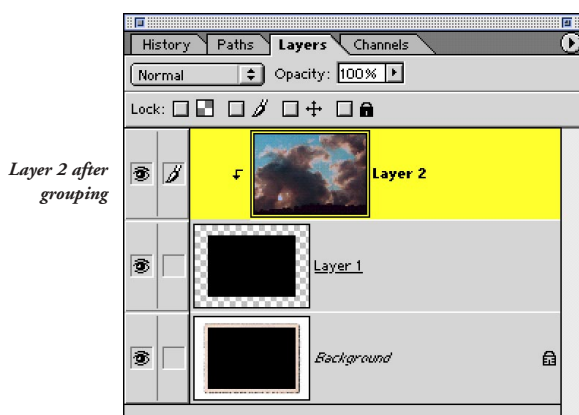 History Paths Layers Channels
Normal Opacity: 100%
Lock:
Layer 2 after
grouping
Layer 2
Layer 1
Background